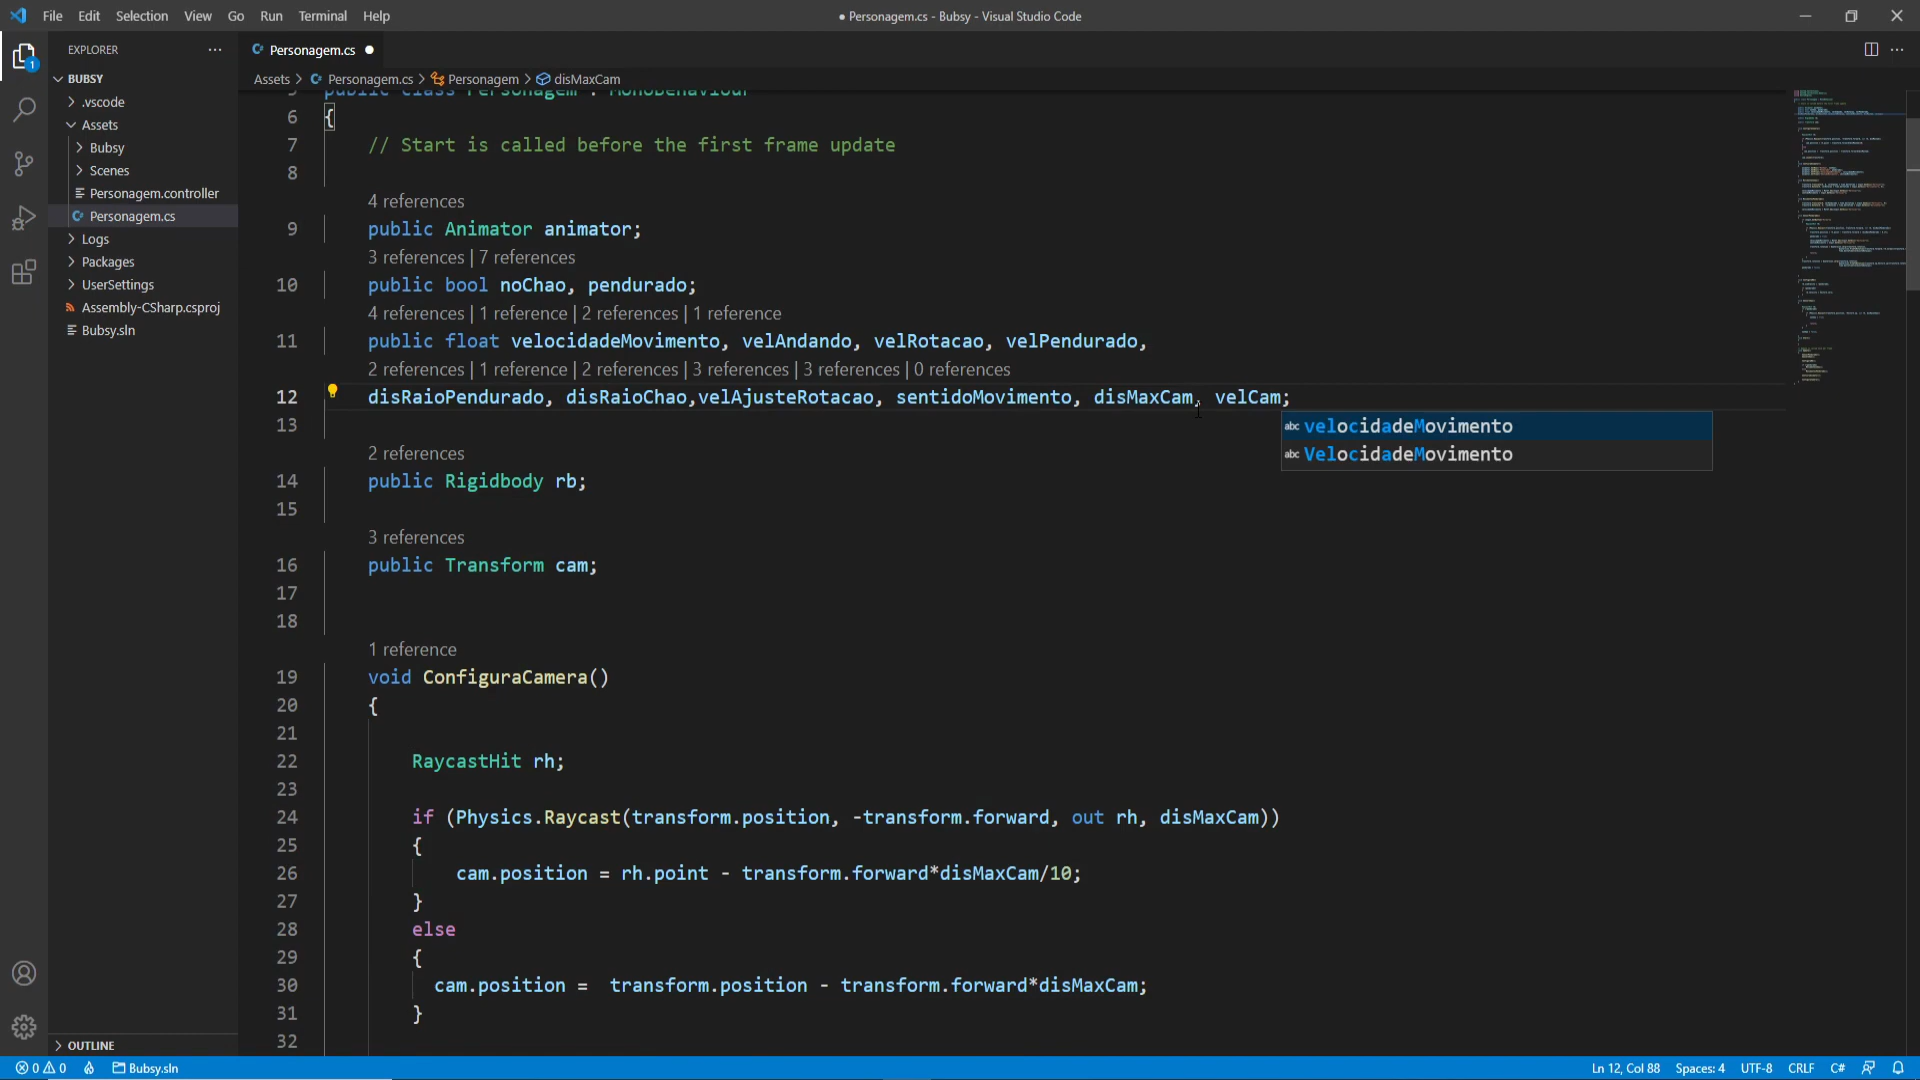 File Edit Selection View Go Run Terminal Help
● Personagem.cs - Bubsy - Visual Studio Code
EXPLORER
Personagem.cs
1
BUBSY
.vscode
Assets
Bubsy
Scenes
Personagem.controller
Personagem.cs
Logs
Packages
UserSettings
Assembly-CSharp.csproj
Bubsy.sln
OUTLINE
Assets > Personagem.cs > Personagem > disMaxCam
public class Personagem : MonoBehaviour
6 {
7 // Start is called before the first frame update
8
4 references
9 public Animator animator;
3 references | 7 references
10 public bool noChao, pendurado;
4 references | 1 reference | 2 references | 1 reference
11 public float velocidadeMovimento, velAndando, velRotacao, velPendurado,
2 references | 1 reference | 2 references | 3 references | 3 references | 0 references
12 disRaioPendurado, disRaioChao,velAjusteRotacao, sentidoMovimento, disMaxCam, velCam;
abc velocidadeMovimento
abc VelocidadeMovimento
13
2 references
14 public Rigidbody rb;
15
3 references
16 public Transform cam;
17
18
1 reference
19 void ConfiguraCamera()
20 {
21
22 RaycastHit rh;
23
24 if (Physics.Raycast(transform.position, -transform.forward, out rh, disMaxCam))
25 {
26 cam.position = rh.point - transform.forward*disMaxCam/10;
27 }
28 else
29 {
30 cam.position =  transform.position - transform.forward*disMaxCam;
31 }
32
0 0 Bubsy.sln
Ln 12, Col 88 Spaces: 4 UTF-8 CRLF C#